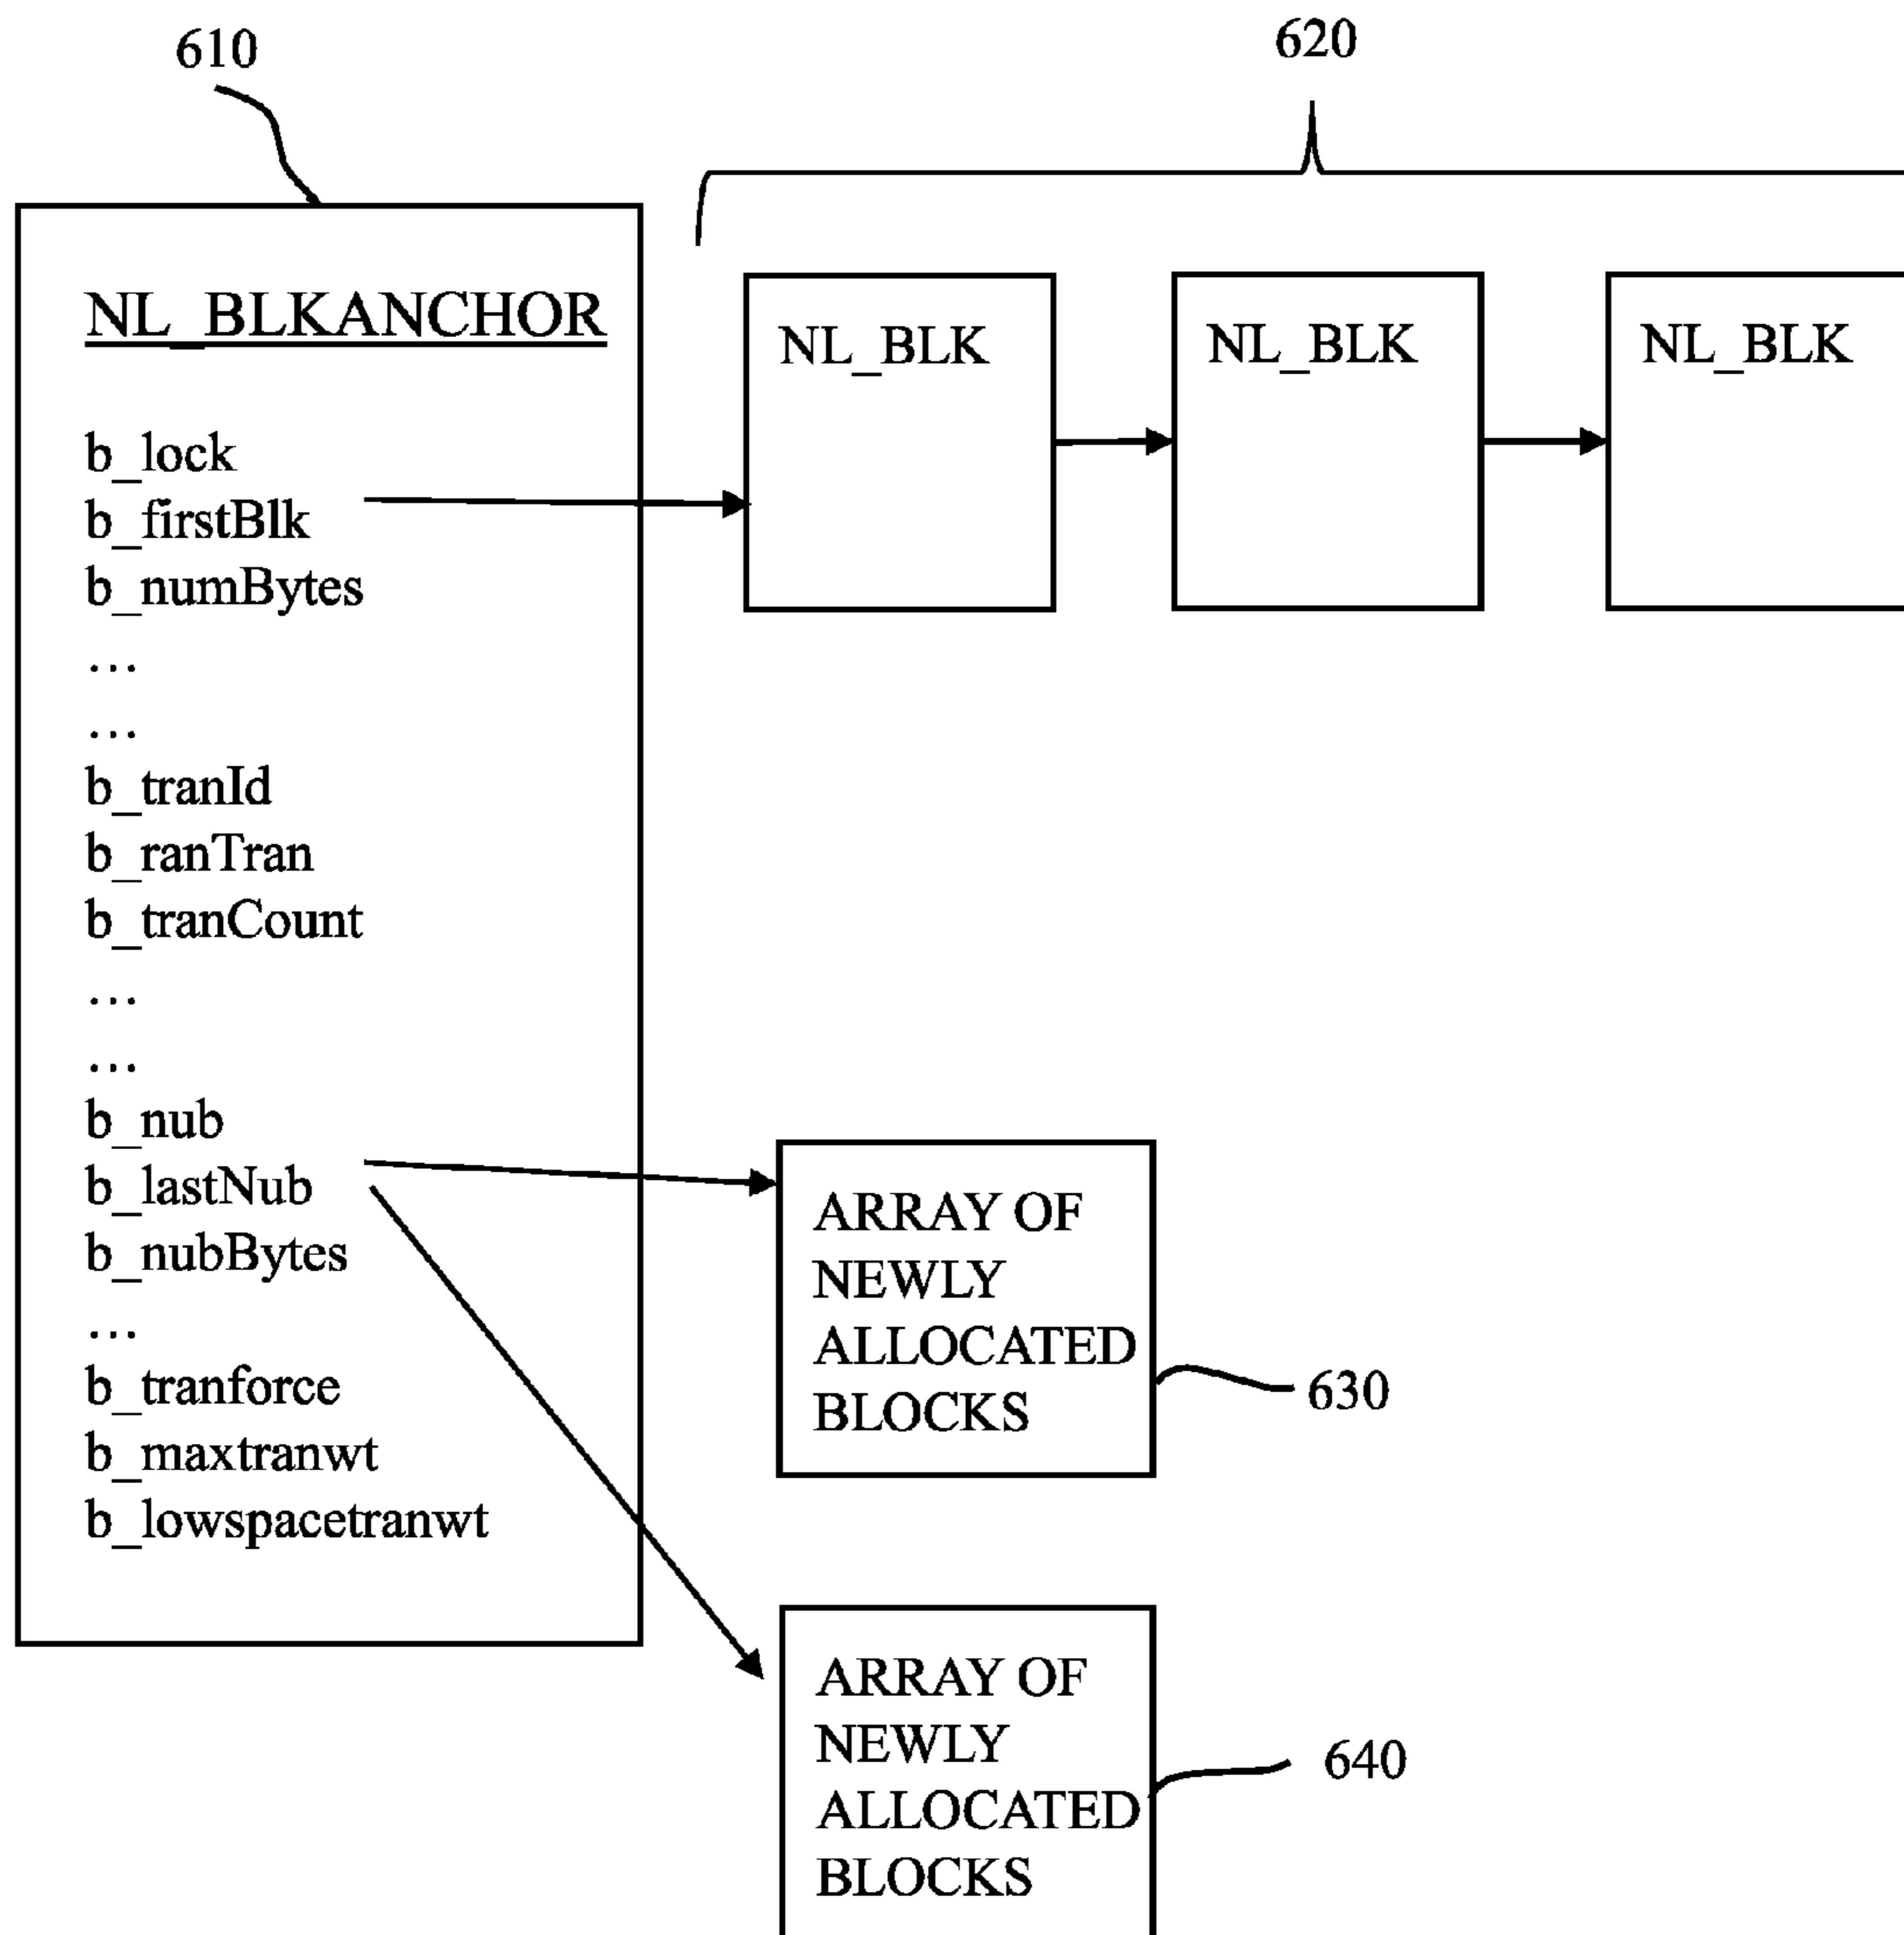 610
620
NL_BLKANCHOR
b_lock
b_firstBlk
b_numBytes
...
...
b_tranId
b_ranTran
b_tranCount
...
...
b_nub
b_lastNub
b_nubBytes
...
b_tranforce
b_maxtranwt
b_lowspacetranwt
NL_BLK
NL_BLK
NL_BLK
ARRAY OF
NEWLY
ALLOCATED
BLOCKS
630
ARRAY OF
NEWLY
ALLOCATED
BLOCKS
640